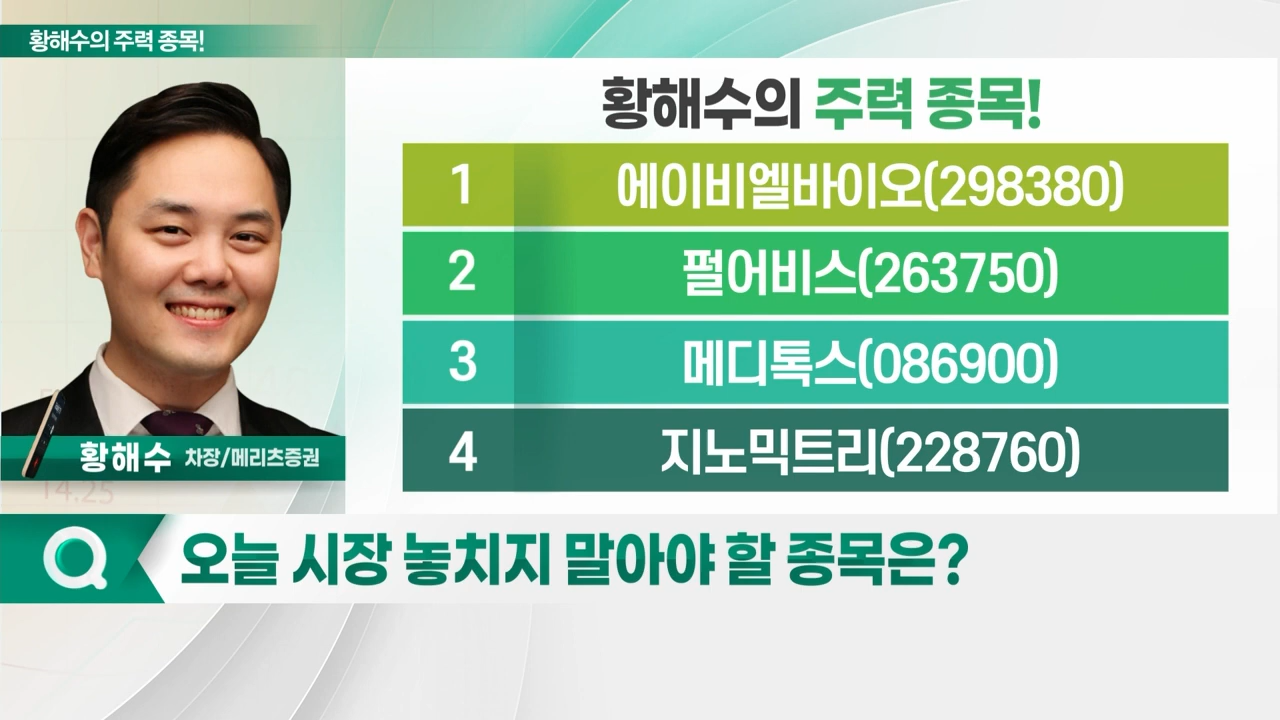 황해수의 주력 종목!
황해수의 주력 종목!
1 에이비엘바이오(298380)
2 펄어비스(263750)
3 메디톡스(086900)
4 지노믹트리(228760)
황해수 차장/메리츠증권
14.25
Q 오늘 시장 놓치지 말아야 할 종목은?